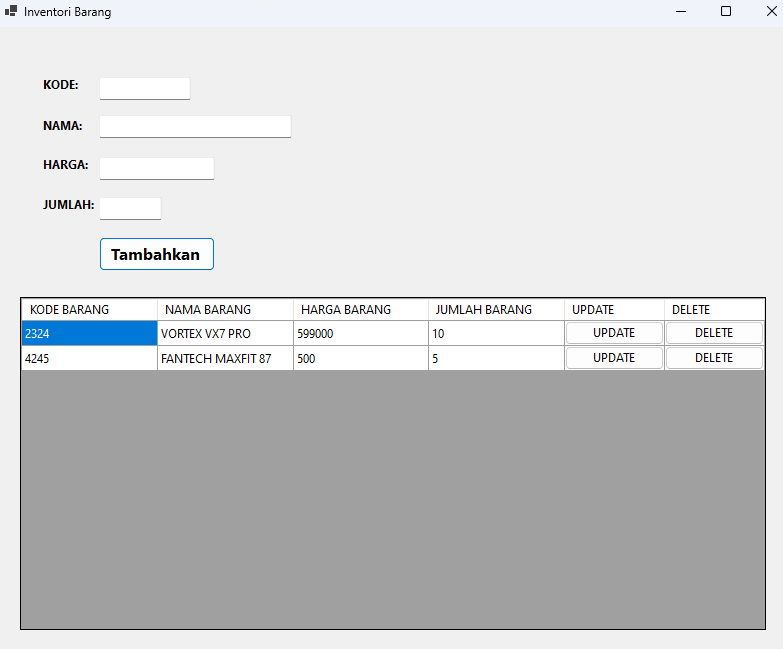 Inventori Barang
KODE:
NAMA:
HARGA:
JUMLAH:
Tambahkan
KODE BARANG NAMA BARANG HARGA BARANG JUMLAH BARANG UPDATE DELETE
2324 VORTEX VX7 PRO 599000 10 UPDATE DELETE
4245 FANTECH MAXFIT 87 500 5 UPDATE DELETE